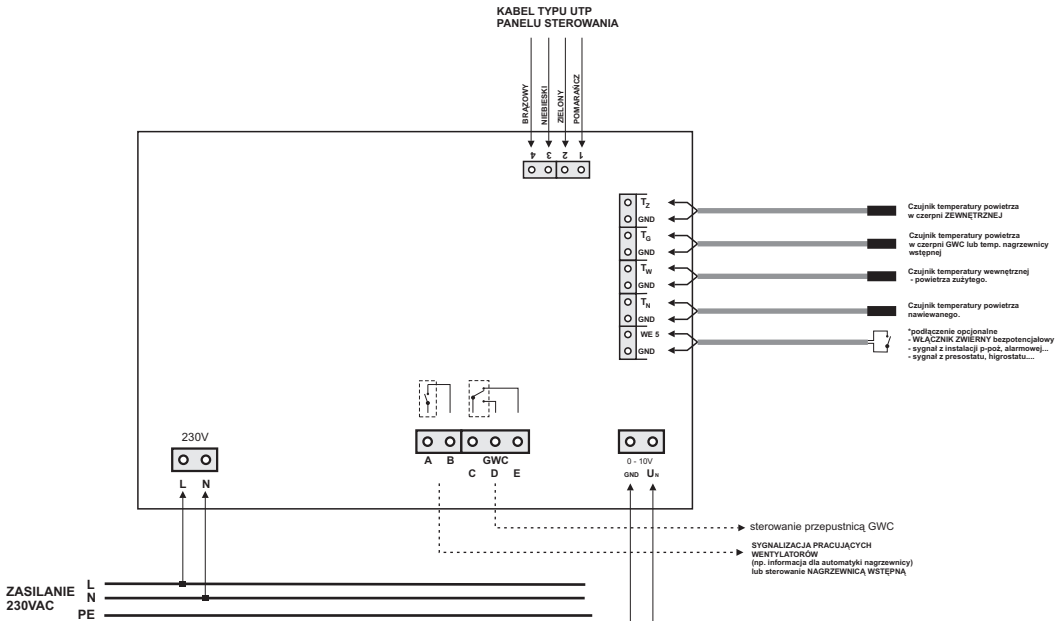 KABEL TYPU UTP
PANELU STEROWANIA
BRĄZOWY
NIEBIESKI
ZIELONY
POMARAŃCZ
4 3 2 1
TZ
GND
Czujnik temperatury powietrza
w czerpni ZEWNĘTRZNEJ
TG
GND
Czujnik temperatury powietrza
w czerpni GWC lub temp. nagrzewnicy
wstępnej
TW
GND
Czujnik temperatury wewnętrznej
- powietrza zużytego.
TN
GND
Czujnik temperatury powietrza
nawiewanego.
WE 5
GND
*podłączenie opcjonalne
- WŁĄCZNIK ZWIERNY bezpotencjałowy
- sygnał z instalacji p-poż, alarmowej...
- sygnał z presostatu, higrostatu....
230V
L N
A B GWC
C D E
0 - 10V
GND UN
sterowanie przepustnicą GWC
SYGNALIZACJA PRACUJĄCYCH
WENTYLATORÓW
(np. informacja dla automatyki nagrzewnicy)
lub sterowanie NAGRZEWNICĄ WSTĘPNĄ
ZASILANIE
230VAC
L
N
PE